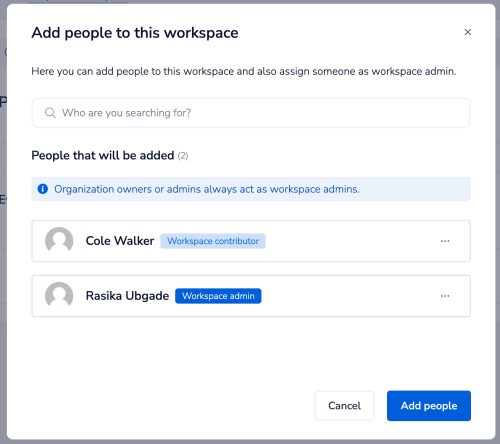 Add people to this workspace
Here you can add people to this workspace and also assign someone as workspace admin.
Who are you searching for?
People that will be added (2)
Organization owners or admins always act as workspace admins.
Cole Walker Workspace contributor
Rasika Ubgade Workspace admin
Cancel Add people